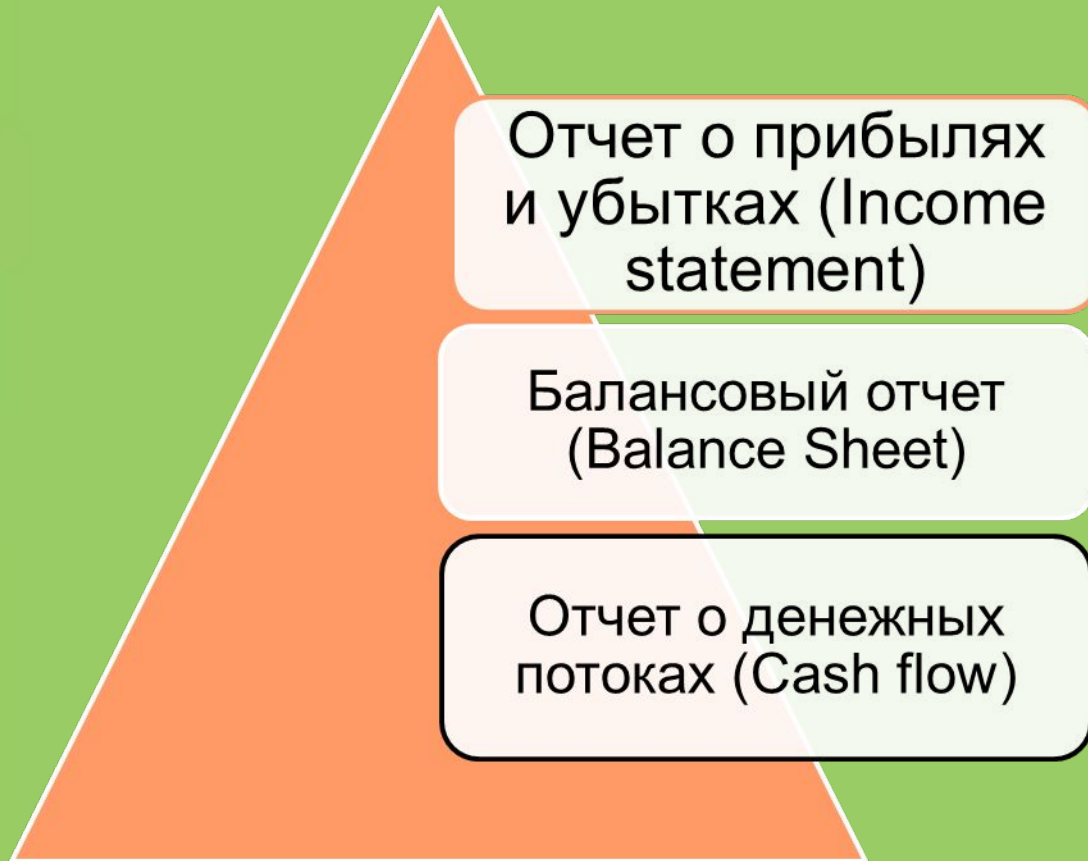 Отчет о прибылях
и убытках (Income
statement)
Балансовый отчет
(Balance Sheet)
Отчет о денежных
потоках (Cash flow)